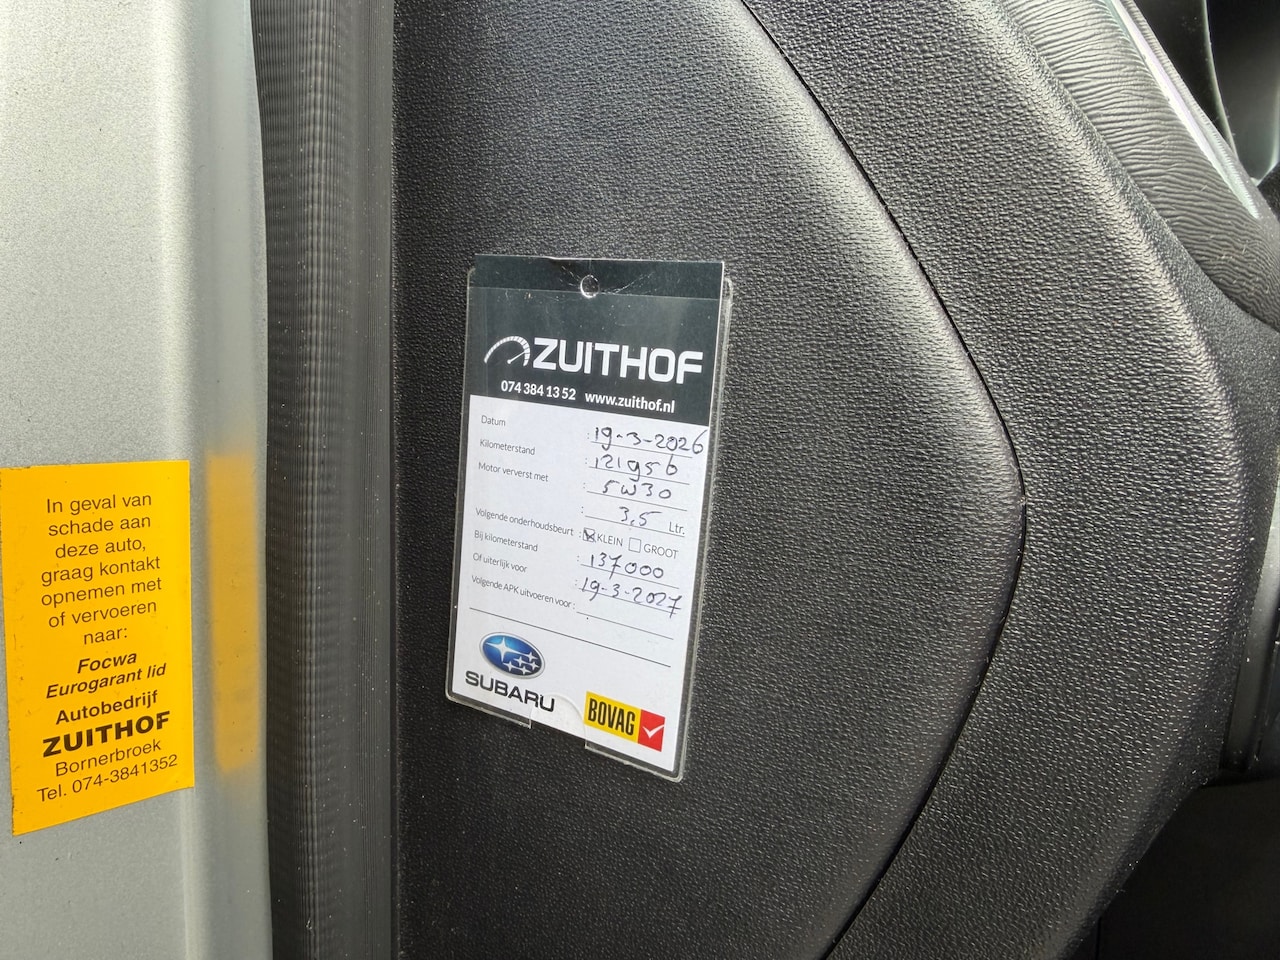 In geval van
schade aan
deze auto,
graag kontakt
opnemen met
of vervoeren
naar:
Focwa
Eurogarant lid
Autobedrijf
ZUITHOF
Bornerbroek
Tel. 074-3841352
ZUITHOF
074 384 13 52 www.zuithof.nl
Datum : 19-3-2026
Kilometerstand : 121956
Motor ververst met : 5W30
: 3,5 Ltr.
Volgende onderhoudsbeurt : ☒ KLEIN ☐ GROOT
Bij kilometerstand : 137000
Of uiterlijk voor : 19-3-2027
Volgende APK uitvoeren voor :
SUBARU
BOVAG